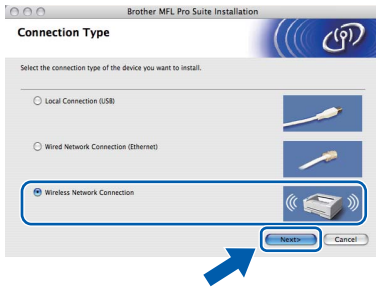 Brother MFL Pro Suite Installation
Connection Type
Select the connection type of the device you want to install.
Local Connection (USB)
Wired Network Connection (Ethernet)
Wireless Network Connection
Next> Cancel